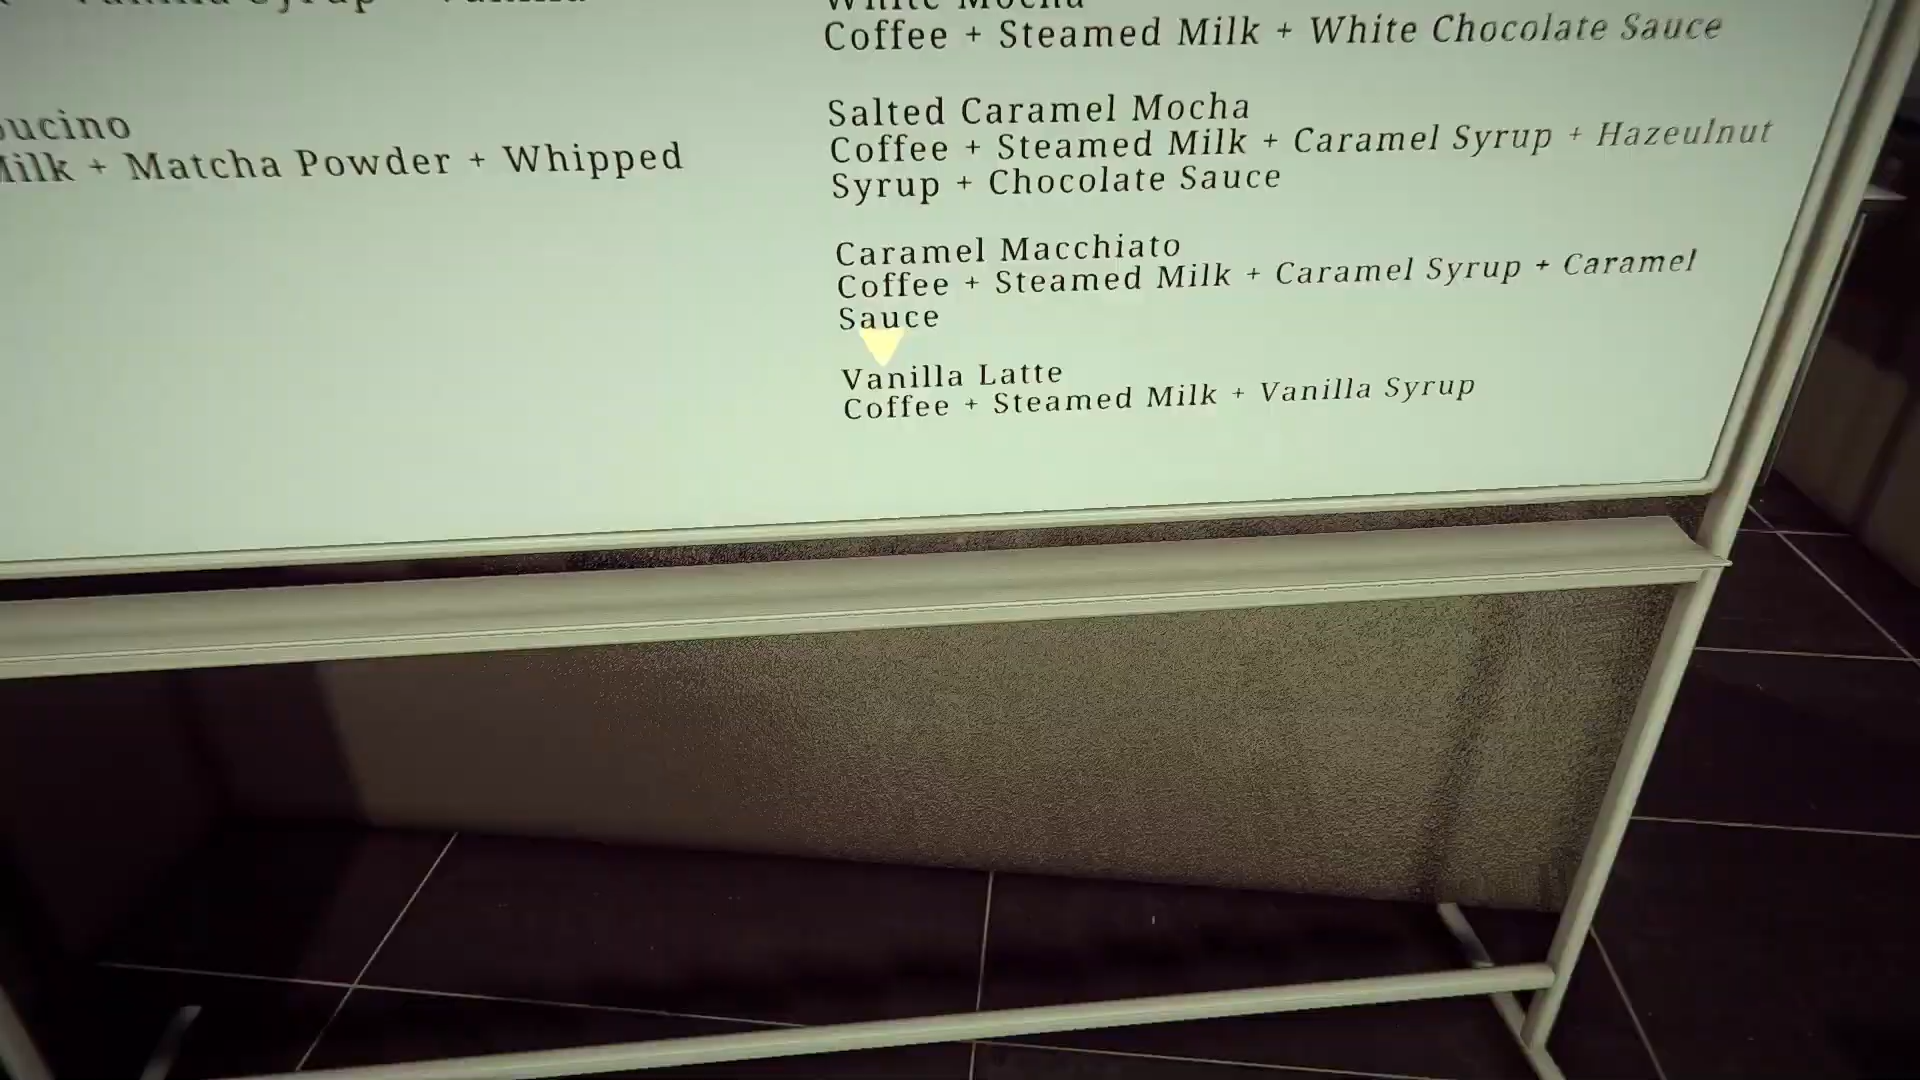 White Mocha
Coffee + Steamed Milk + White Chocolate Sauce
Salted Caramel Mocha
Coffee + Steamed Milk + Caramel Syrup + Hazeulnut
Syrup + Chocolate Sauce
Caramel Macchiato
Coffee + Steamed Milk + Caramel Syrup + Caramel
Sauce
Vanilla Latte
Coffee + Steamed Milk + Vanilla Syrup
ucino
Milk + Matcha Powder + Whipped